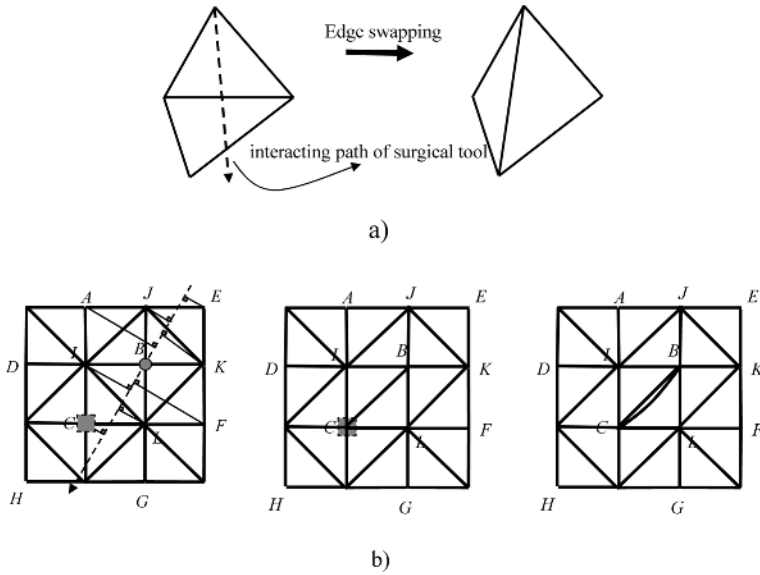 Edge swapping
interacting path of surgical tool
a)
A J E
D I B K
C L F
H G
A J E
D I B K
C L F
H G
A J E
D I B K
C L F
H G
b)